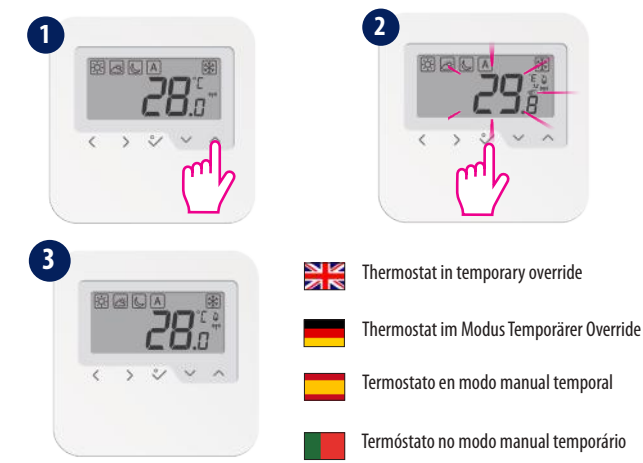 1
A
28.0 °C
2
A
29.8
3
A
28.0 °C
Thermostat in temporary override
Thermostat im Modus Temporärer Override
Termostato en modo manual temporal
Termóstato no modo manual temporário